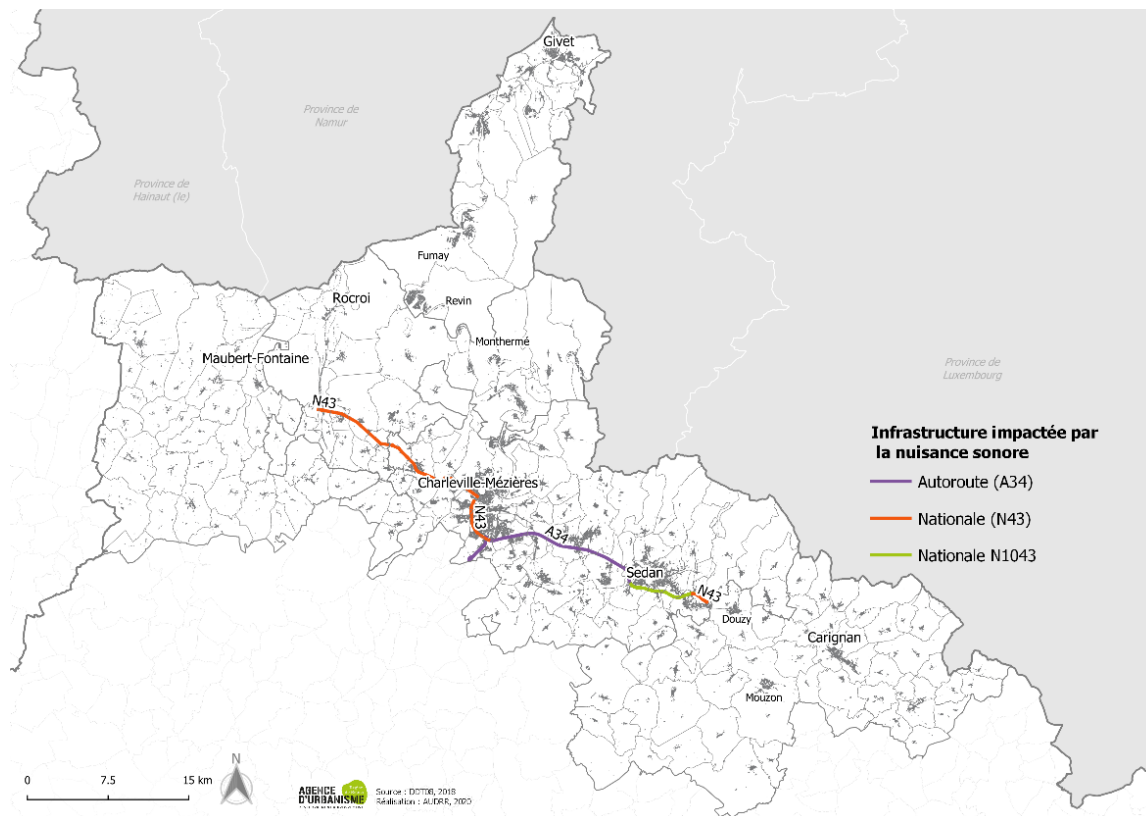 Givet
Province de
Namur
Province de
Hainaut (le)
Fumay
Rocroi
Revin
Monthermé
Maubert-Fontaine
Province de
Luxembourg
N43
Infrastructure impactée par
la nuisance sonore
Charleville-Mézières
Autoroute (A34)
N43
Nationale (N43)
A34
Nationale N1043
Sedan
N43
Douzy
Carignan
Mouzon
N
0 7.5 15 km
AGENCE
D'URBANISME
Source : DDT08, 2018
Réalisation : AUDRR, 2020